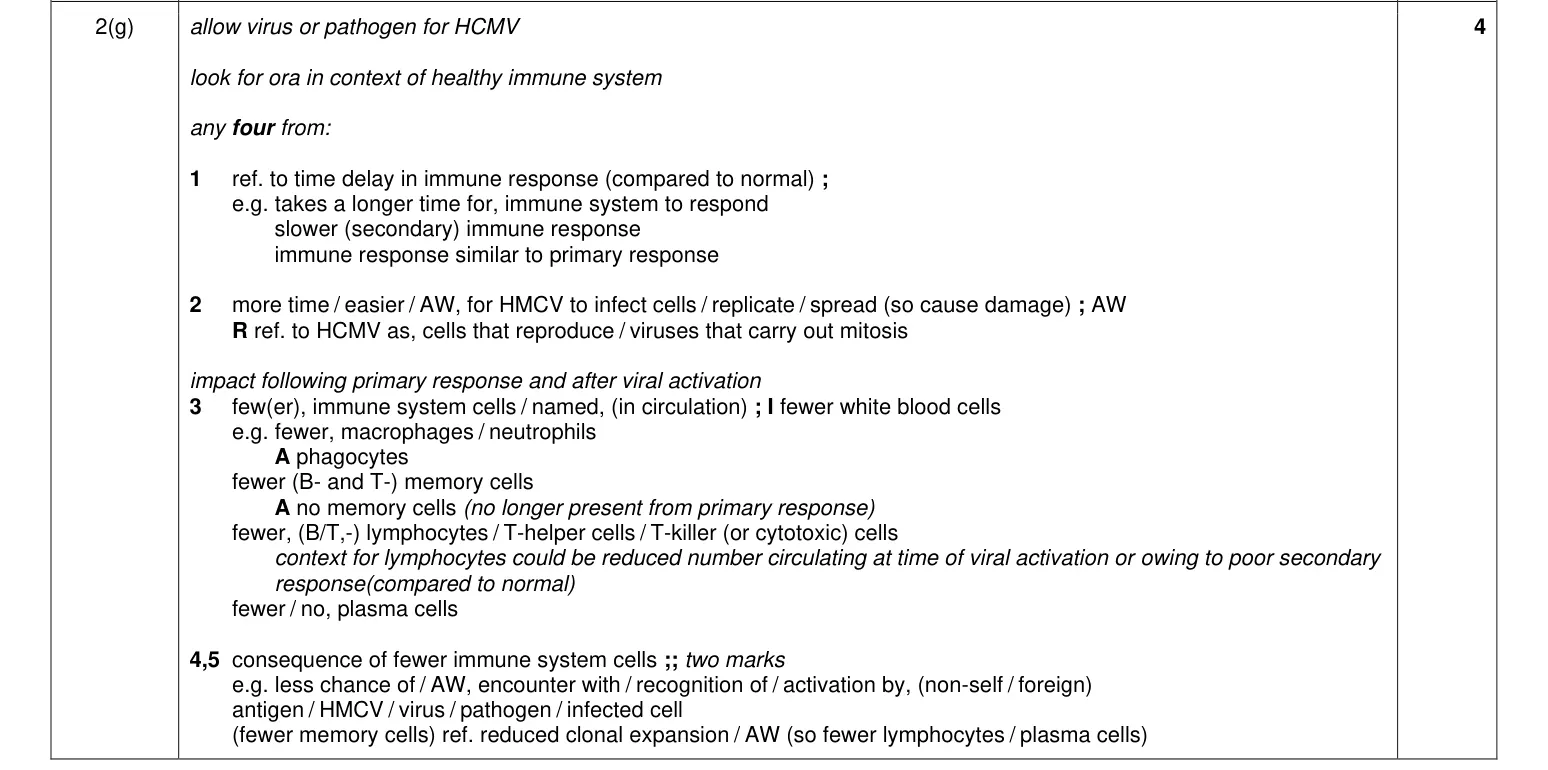 2(g)
allow virus or pathogen for HCMV
4
look for ora in context of healthy immune system
any four from:
1 ref. to time delay in immune response (compared to normal) ;
e.g. takes a longer time for, immune system to respond
slower (secondary) immune response
immune response similar to primary response
2 more time / easier / AW, for HMCV to infect cells / replicate / spread (so cause damage) ; AW
R ref. to HCMV as, cells that reproduce / viruses that carry out mitosis
impact following primary response and after viral activation
3 few(er), immune system cells / named, (in circulation) ; I fewer white blood cells
e.g. fewer, macrophages / neutrophils
A phagocytes
fewer (B- and T-) memory cells
A no memory cells (no longer present from primary response)
fewer, (B/T,-) lymphocytes / T-helper cells / T-killer (or cytotoxic) cells
context for lymphocytes could be reduced number circulating at time of viral activation or owing to poor secondary
response(compared to normal)
fewer / no, plasma cells
4,5 consequence of fewer immune system cells ;; two marks
e.g. less chance of / AW, encounter with / recognition of / activation by, (non-self / foreign)
antigen / HMCV / virus / pathogen / infected cell
(fewer memory cells) ref. reduced clonal expansion / AW (so fewer lymphocytes / plasma cells)